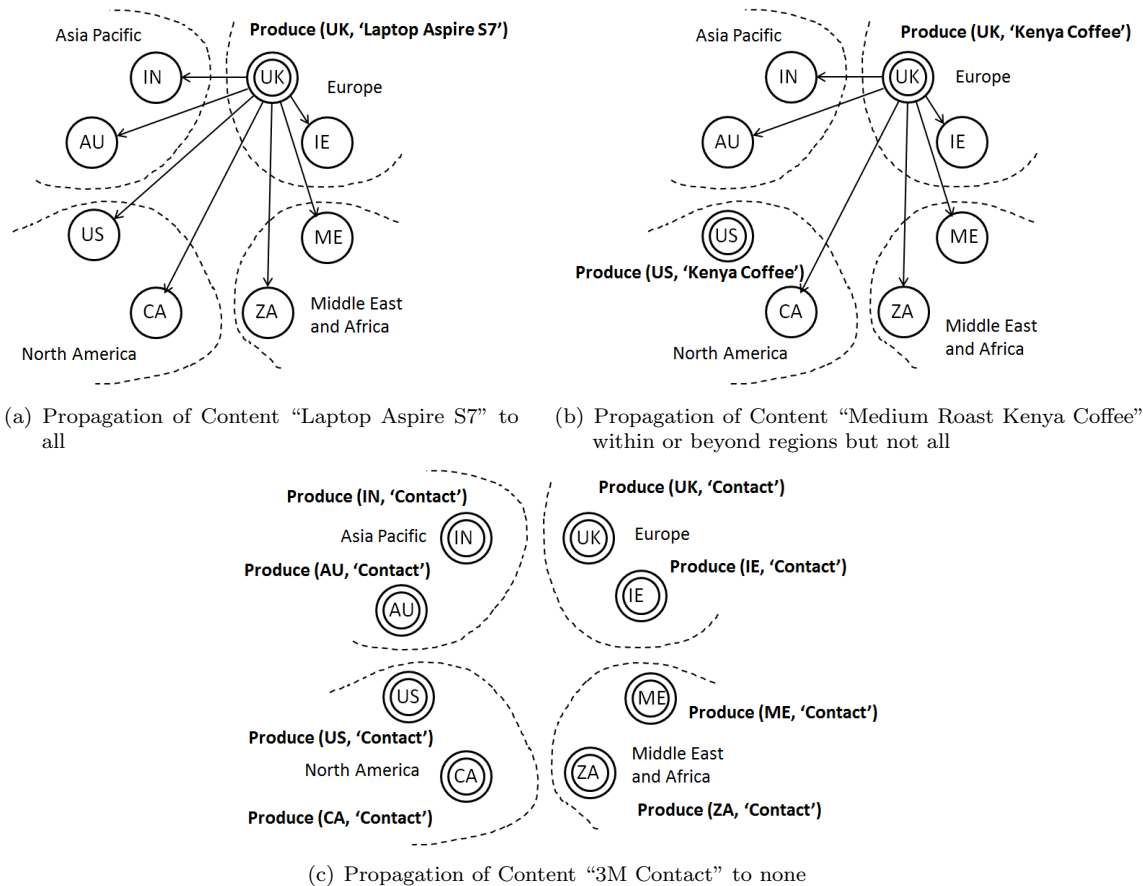 Produce (UK, ‘Laptop Aspire S7’)
Asia Pacific
IN
UK
Europe
AU
IE
US
ME
CA
ZA
Middle East
and Africa
North America
(a) Propagation of Content “Laptop Aspire S7” to
all
Produce (UK, ‘Kenya Coffee’)
Asia Pacific
IN
UK
Europe
AU
IE
US
ME
Produce (US, ‘Kenya Coffee’)
CA
ZA
Middle East
and Africa
North America
(b) Propagation of Content “Medium Roast Kenya Coffee”
within or beyond regions but not all
Produce (IN, ‘Contact’)
Produce (UK, ‘Contact’)
Asia Pacific
IN
UK
Europe
Produce (AU, ‘Contact’)
Produce (IE, ‘Contact’)
AU
IE
US
ME
Produce (US, ‘Contact’)
Produce (ME, ‘Contact’)
North America
CA
ZA
Middle East
and Africa
Produce (CA, ‘Contact’)
Produce (ZA, ‘Contact’)
(c) Propagation of Content “3M Contact” to none